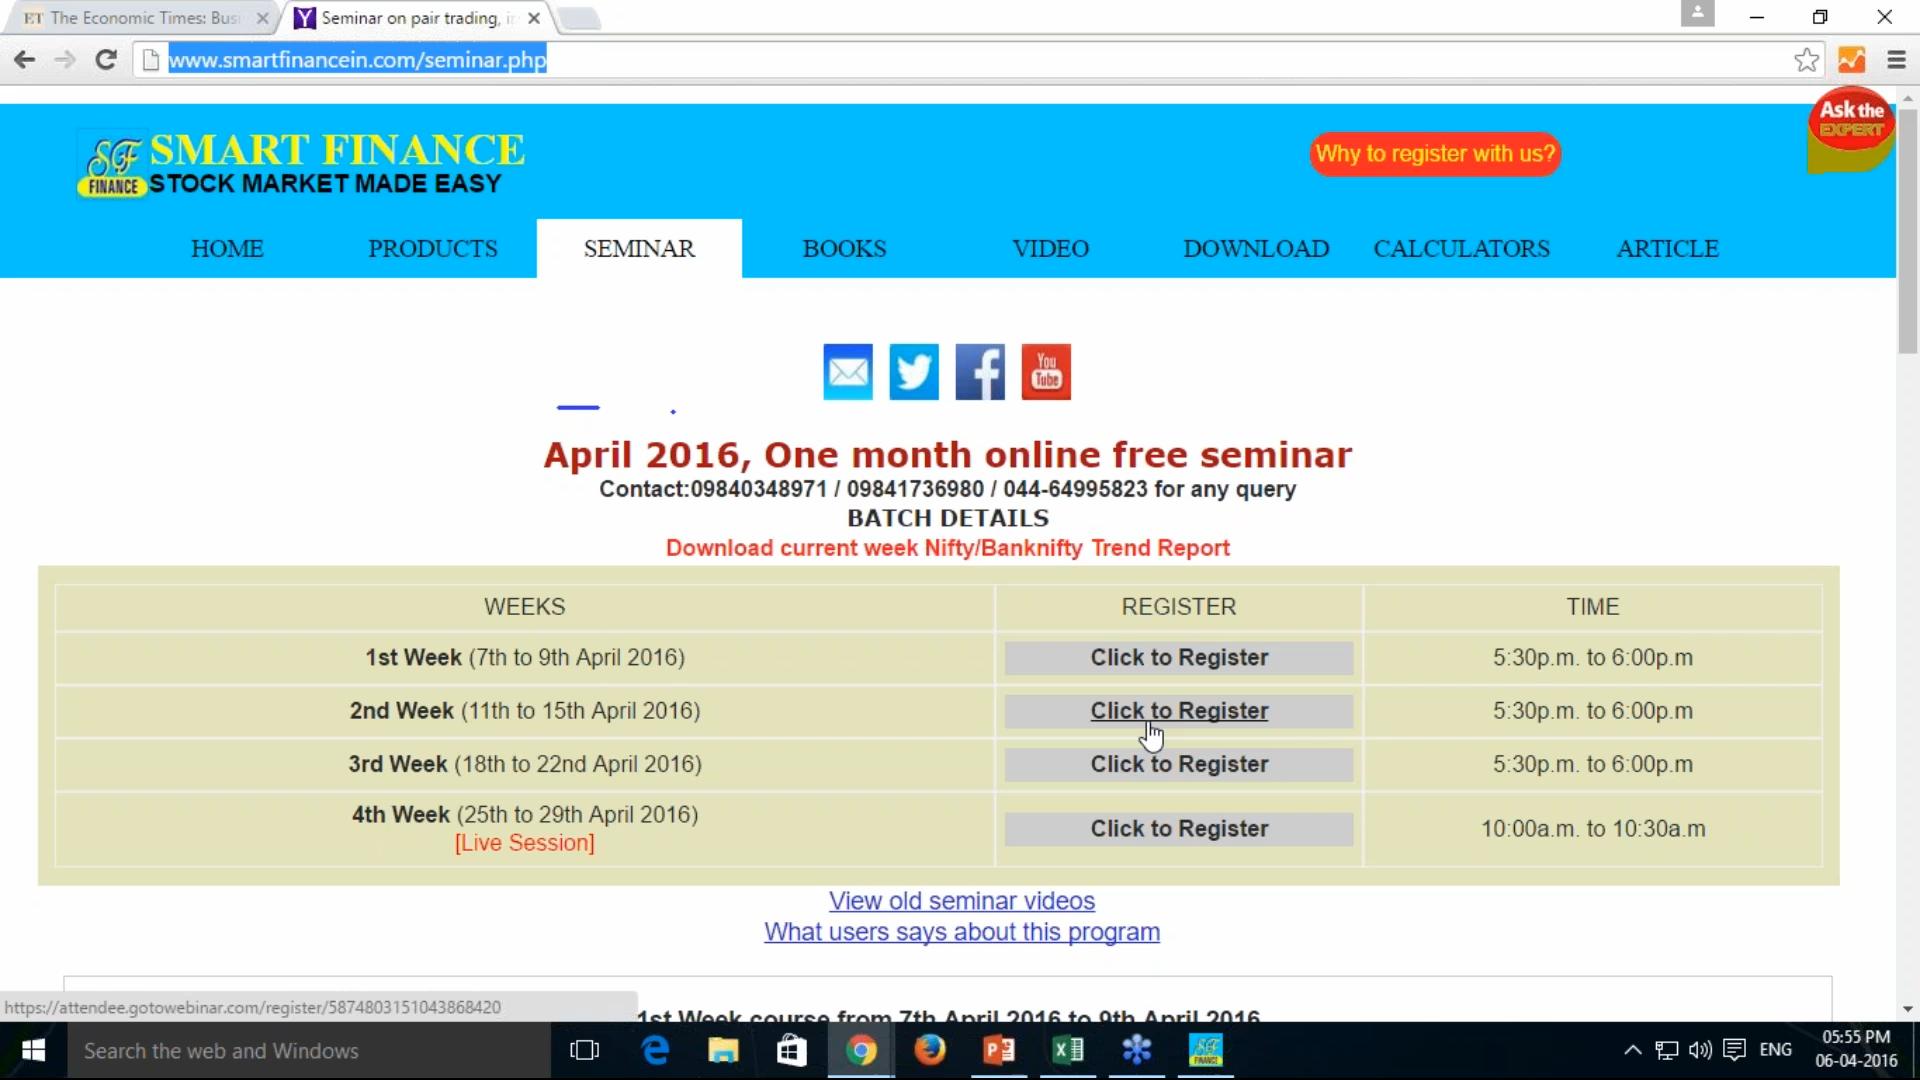 ET The Economic Times: Bus
Seminar on pair trading, i
www.smartfinancein.com/seminar.php
Ask the
EXPERT
SF
FINANCE
SMART FINANCE
STOCK MARKET MADE EASY
Why to register with us?
HOME PRODUCTS SEMINAR BOOKS VIDEO DOWNLOAD CALCULATORS ARTICLE
You
Tube
April 2016, One month online free seminar
Contact:09840348971 / 09841736980 / 044-64995823 for any query
BATCH DETAILS
Download current week Nifty/Banknifty Trend Report
WEEKS REGISTER TIME
1st Week (7th to 9th April 2016) Click to Register 5:30p.m. to 6:00p.m
2nd Week (11th to 15th April 2016) Click to Register 5:30p.m. to 6:00p.m
3rd Week (18th to 22nd April 2016) Click to Register 5:30p.m. to 6:00p.m
4th Week (25th to 29th April 2016) Click to Register 10:00a.m. to 10:30a.m
[Live Session]
View old seminar videos
What users says about this program
https://attendee.gotowebinar.com/register/5874803151043868420
1st Week course from 7th April 2016 to 9th April 2016
Search the web and Windows
ENG
05:55 PM
06-04-2016